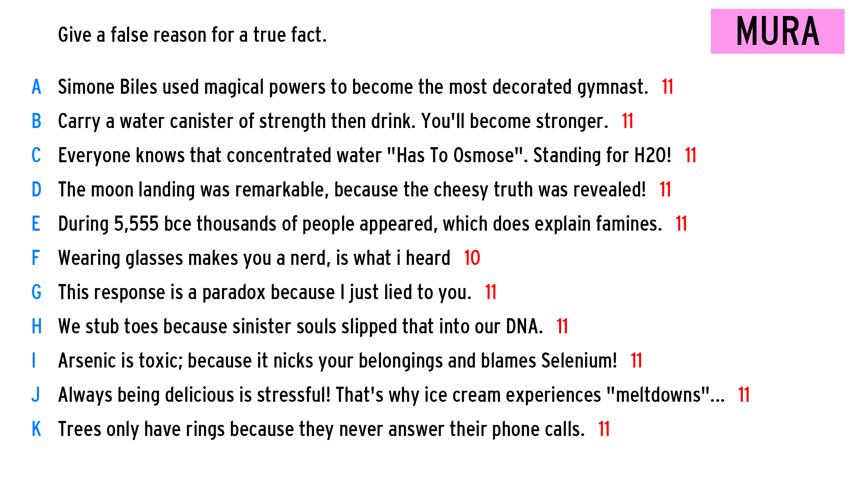 Give a false reason for a true fact.
MURA
A Simone Biles used magical powers to become the most decorated gymnast. 11
B Carry a water canister of strength then drink. You'll become stronger. 11
C Everyone knows that concentrated water "Has To Osmose". Standing for H2O! 11
D The moon landing was remarkable, because the cheesy truth was revealed! 11
E During 5,555 bce thousands of people appeared, which does explain famines. 11
F Wearing glasses makes you a nerd, is what i heard 10
G This response is a paradox because I just lied to you. 11
H We stub toes because sinister souls slipped that into our DNA. 11
I Arsenic is toxic; because it nicks your belongings and blames Selenium! 11
J Always being delicious is stressful! That's why ice cream experiences "meltdowns"... 11
K Trees only have rings because they never answer their phone calls. 11